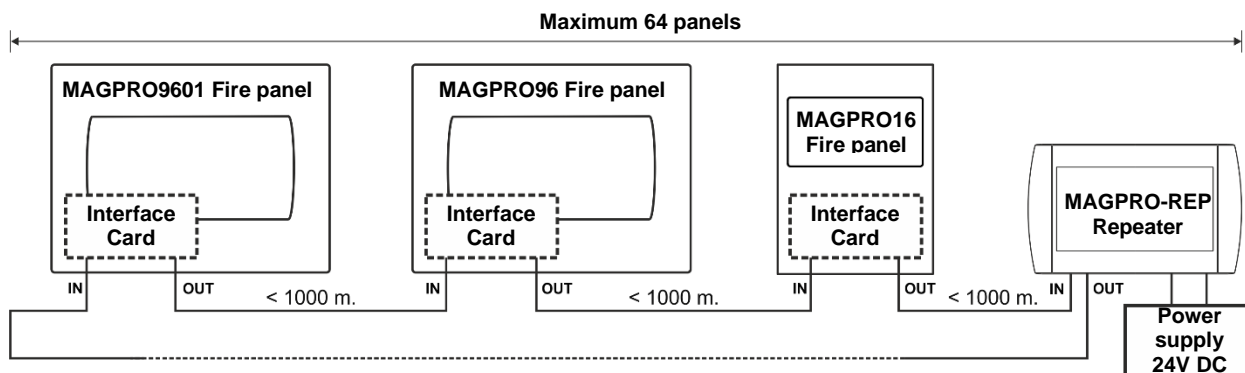 Maximum 64 panels
MAGPRO9601 Fire panel
Interface
Card
IN
OUT
< 1000 m.
MAGPRO96 Fire panel
Interface
Card
IN
OUT
< 1000 m.
MAGPRO16
Fire panel
Interface
Card
IN
OUT
< 1000 m.
MAGPRO-REP
Repeater
IN
OUT
Power
supply
24V DC